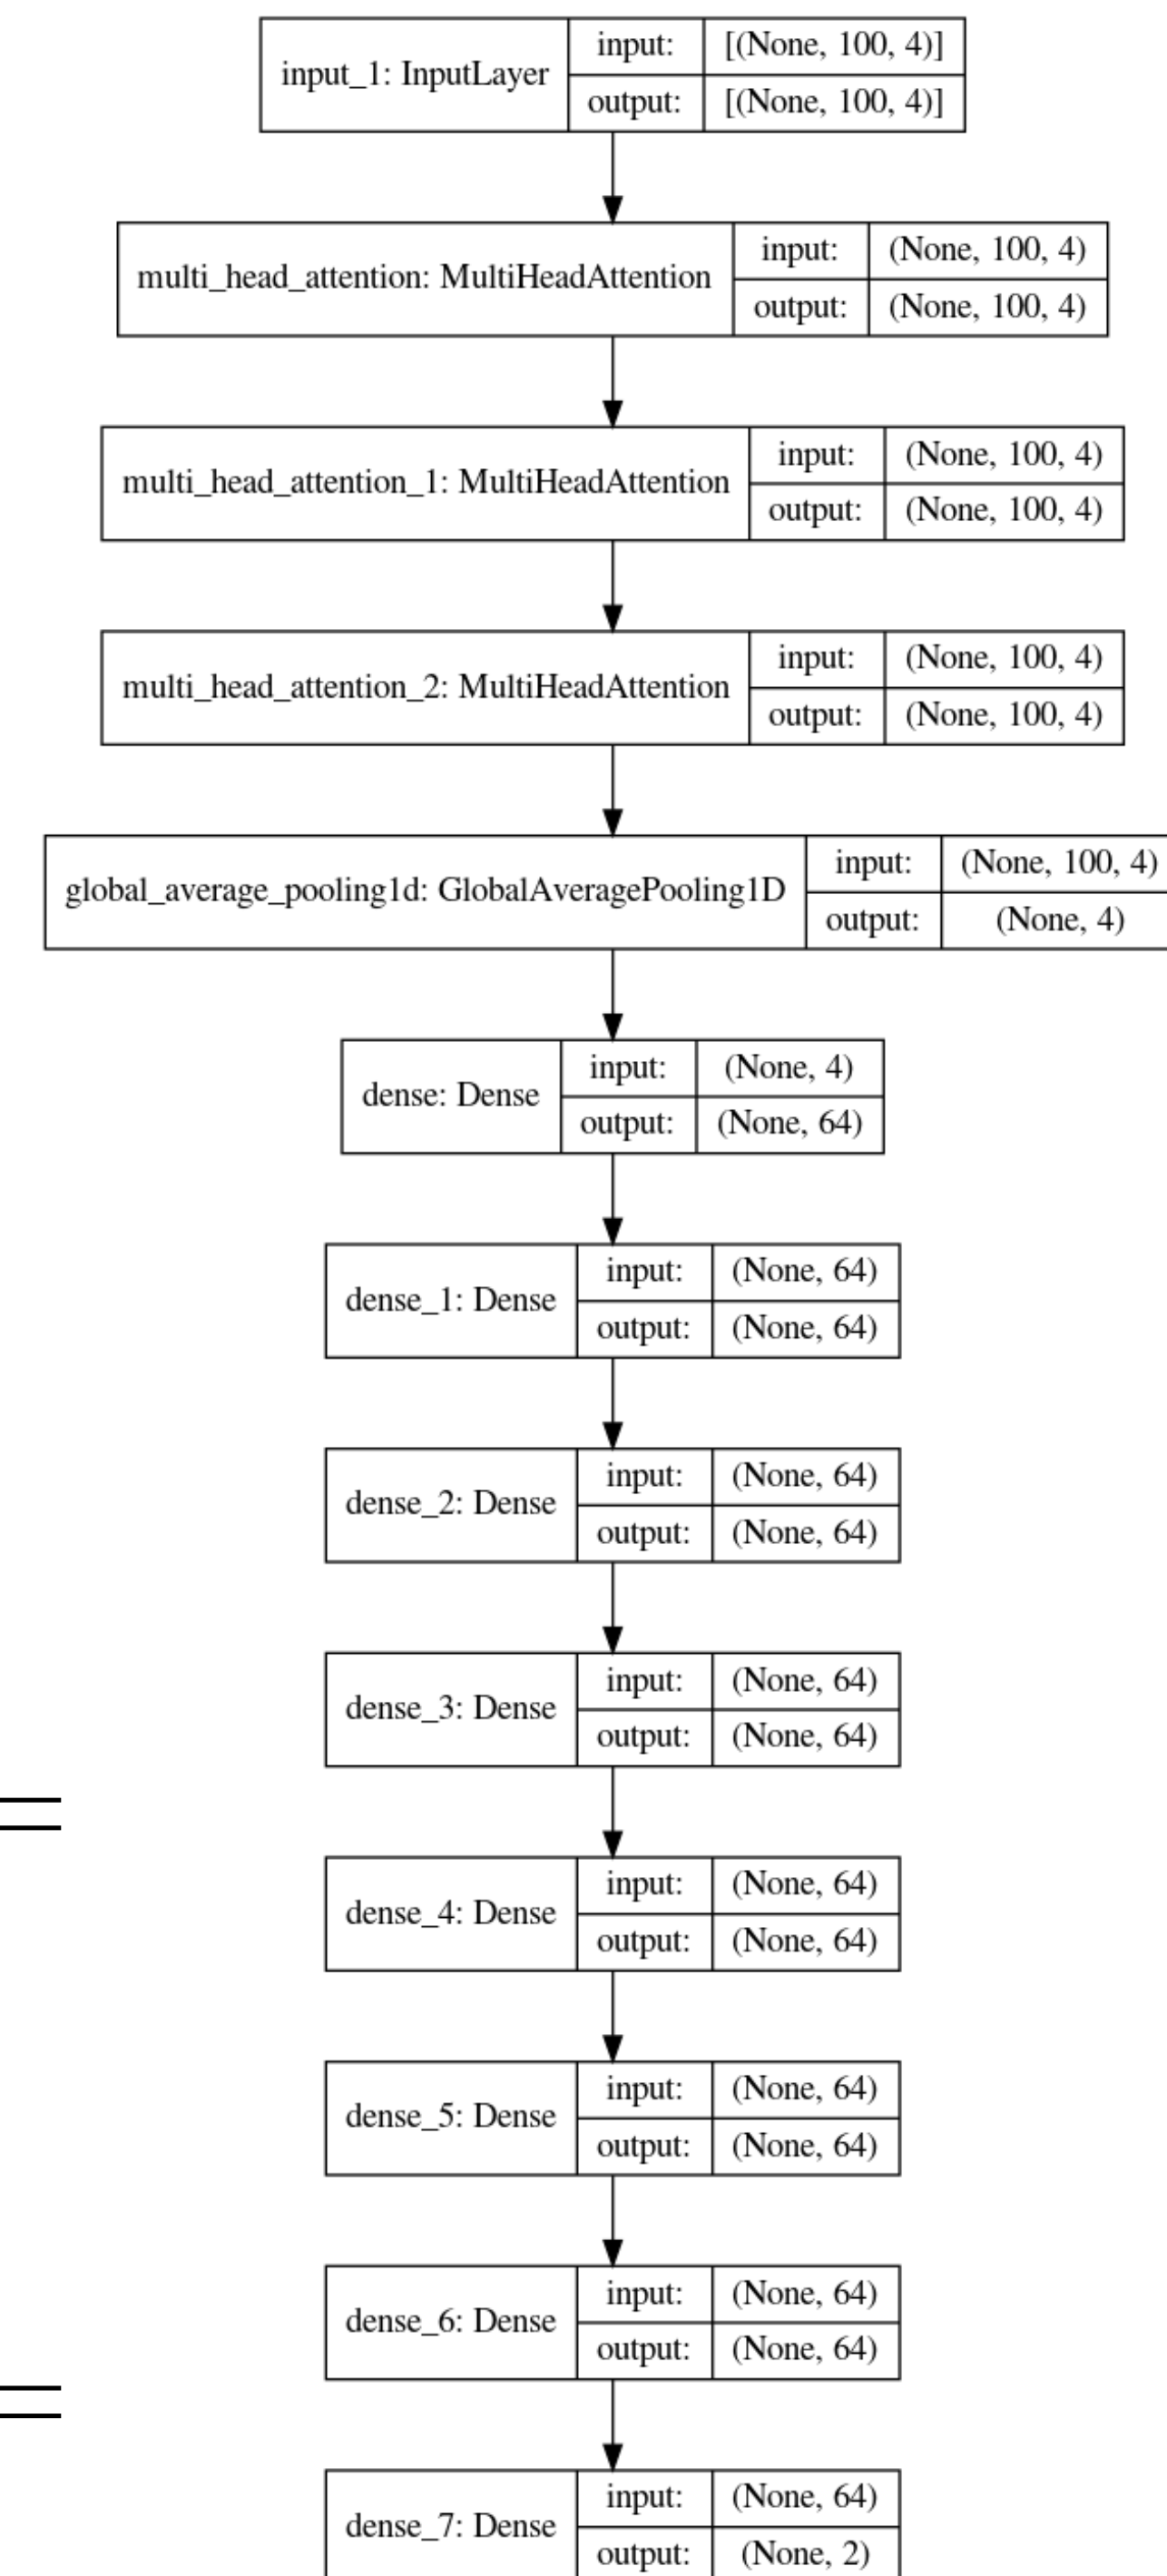 input_1: InputLayer
input: [(None, 100, 4)]
output: [(None, 100, 4)]
multi_head_attention: MultiHeadAttention
input: (None, 100, 4)
output: (None, 100, 4)
multi_head_attention_1: MultiHeadAttention
input: (None, 100, 4)
output: (None, 100, 4)
multi_head_attention_2: MultiHeadAttention
input: (None, 100, 4)
output: (None, 100, 4)
global_average_pooling1d: GlobalAveragePooling1D
input: (None, 100, 4)
output: (None, 4)
dense: Dense
input: (None, 4)
output: (None, 64)
dense_1: Dense
input: (None, 64)
output: (None, 64)
dense_2: Dense
input: (None, 64)
output: (None, 64)
dense_3: Dense
input: (None, 64)
output: (None, 64)
dense_4: Dense
input: (None, 64)
output: (None, 64)
dense_5: Dense
input: (None, 64)
output: (None, 64)
dense_6: Dense
input: (None, 64)
output: (None, 64)
dense_7: Dense
input: (None, 64)
output: (None, 2)